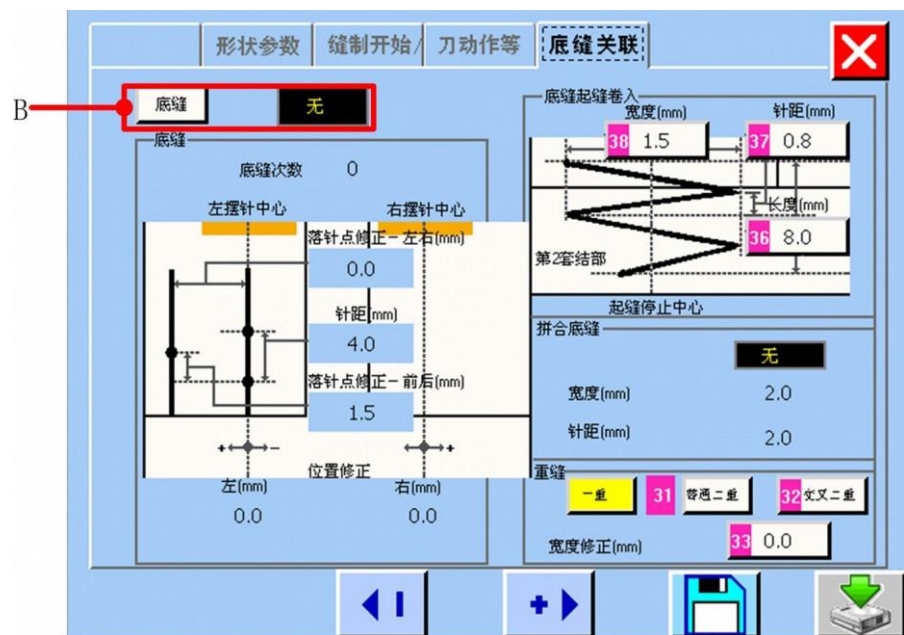 形状参数 缝制开始/ 刀动作等 底缝关联
B
底缝 无
底缝
底缝次数 0
左摆针中心 右摆针中心
落针点修正-左右(mm)
0.0
针距(mm)
4.0
落针点修正-前后(mm)
1.5
+ - - +
位置修正
左(mm) 右(mm)
0.0 0.0
底缝起缝卷入
宽度(mm) 针距(mm)
38 1.5 37 0.8
长度(mm)
36 8.0
第2套结部
起缝停止中心
拼合底缝
无
宽度(mm) 2.0
针距(mm) 2.0
重缝
一重 31 普通二重 32 交叉二重
宽度修正(mm) 33 0.0